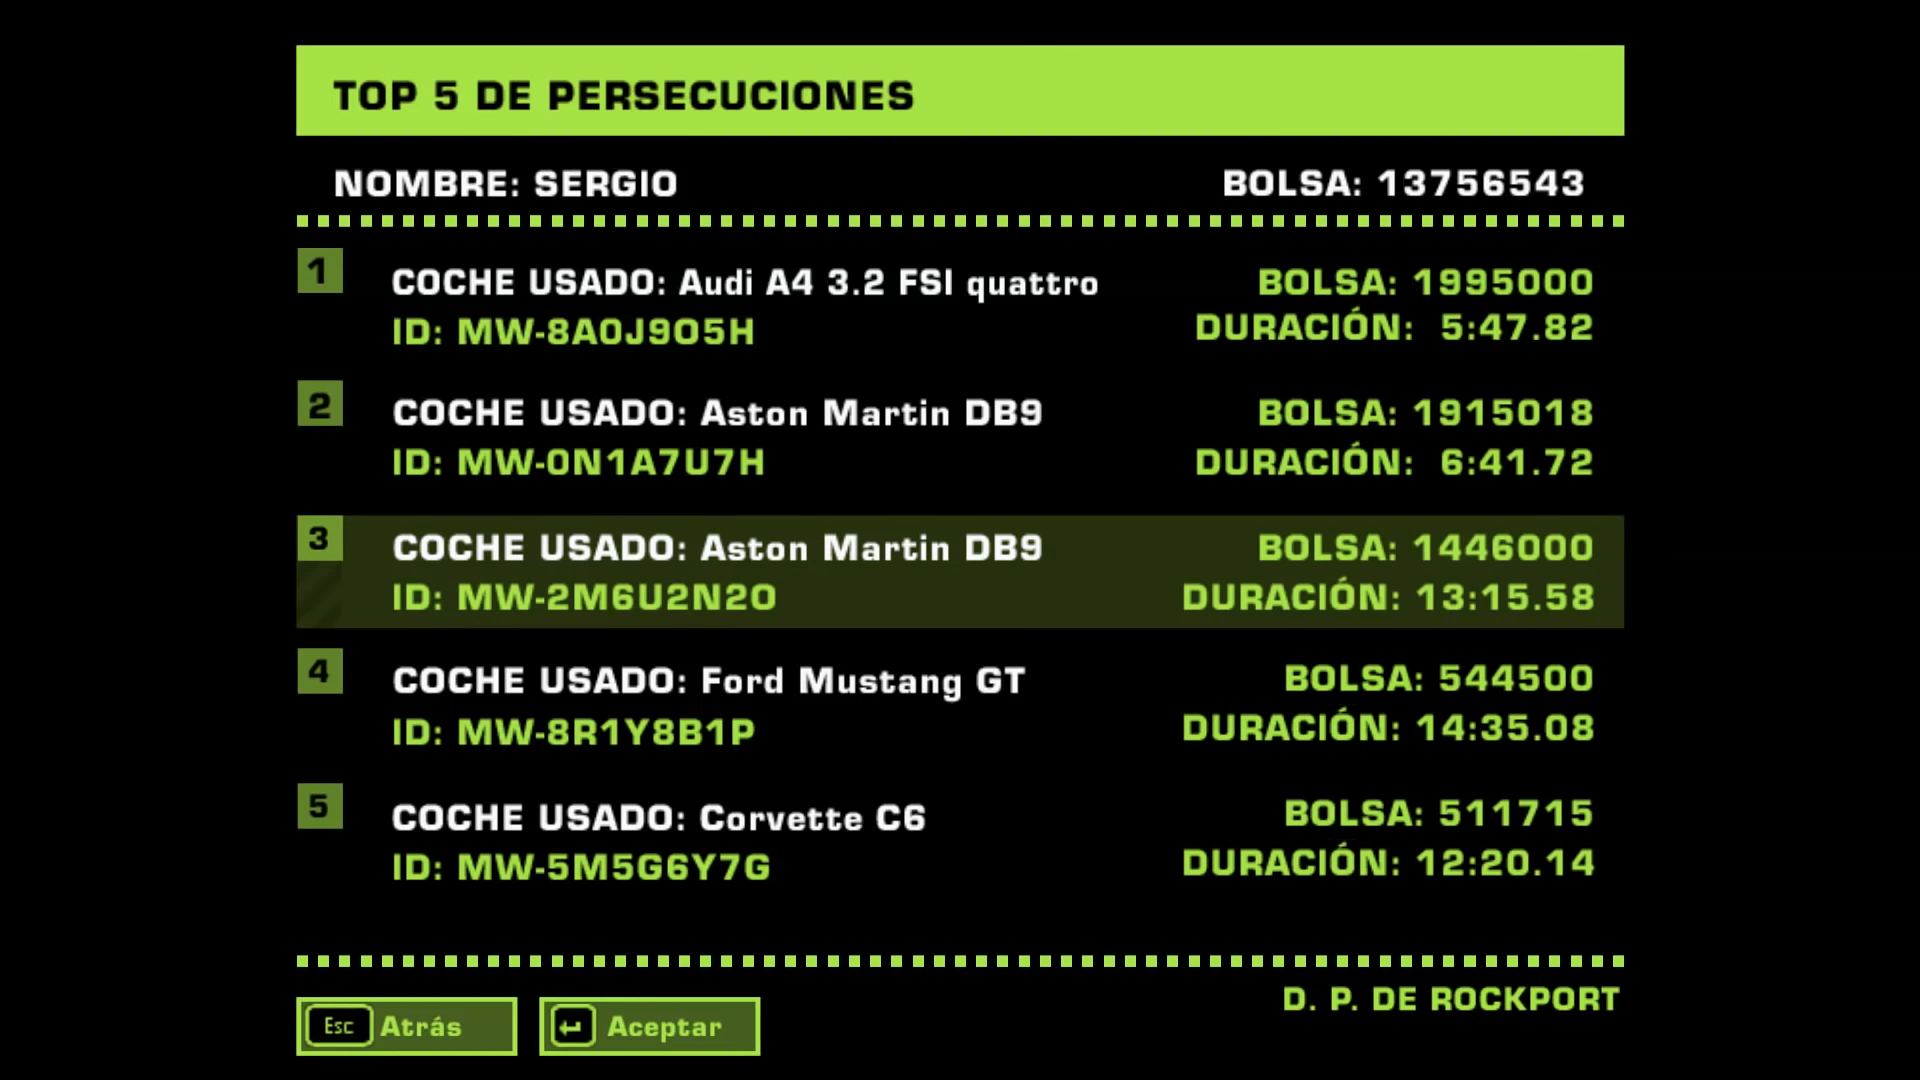 TOP 5 DE PERSECUCIONES
NOMBRE: SERGIO BOLSA: 13756543
1 COCHE USADO: Audi A4 3.2 FSI quattro BOLSA: 1995000
ID: MW-8A0J9O5H DURACIÓN: 5:47.82
2 COCHE USADO: Aston Martin DB9 BOLSA: 1915018
ID: MW-0N1A7U7H DURACIÓN: 6:41.72
3 COCHE USADO: Aston Martin DB9 BOLSA: 1446000
ID: MW-2M6U2N2O DURACIÓN: 13:15.58
4 COCHE USADO: Ford Mustang GT BOLSA: 544500
ID: MW-8R1Y8B1P DURACIÓN: 14:35.08
5 COCHE USADO: Corvette C6 BOLSA: 511715
ID: MW-5M5G6Y7G DURACIÓN: 12:20.14
D. P. DE ROCKPORT
Esc Atrás Aceptar